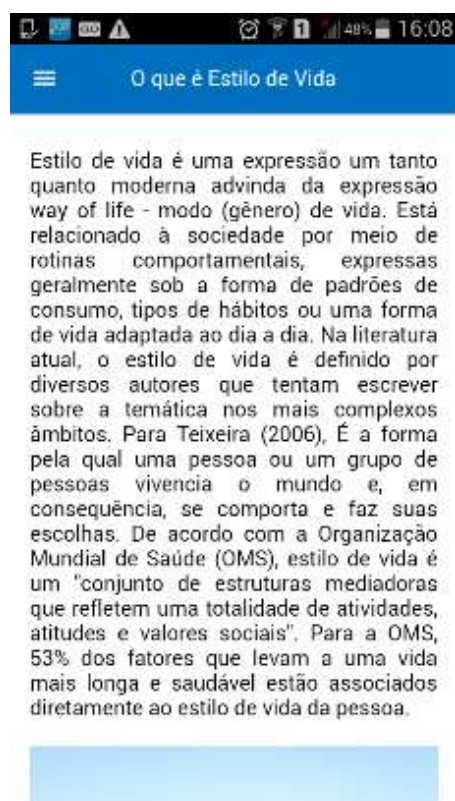 1 48% 16:08
O que é Estilo de Vida
Estilo de vida é uma expressão um tanto
quanto moderna advinda da expressão
way of life - modo (gênero) de vida. Está
relacionado à sociedade por meio de
rotinas comportamentais, expressas
geralmente sob a forma de padrões de
consumo, tipos de hábitos ou uma forma
de vida adaptada ao dia a dia. Na literatura
atual, o estilo de vida é definido por
diversos autores que tentam escrever
sobre a temática nos mais complexos
âmbitos. Para Teixeira (2006), É a forma
pela qual uma pessoa ou um grupo de
pessoas vivencia o mundo e, em
consequência, se comporta e faz suas
escolhas. De acordo com a Organização
Mundial de Saúde (OMS), estilo de vida é
um "conjunto de estruturas mediadoras
que refletem uma totalidade de atividades,
atitudes e valores sociais". Para a OMS,
53% dos fatores que levam a uma vida
mais longa e saudável estão associados
diretamente ao estilo de vida da pessoa.